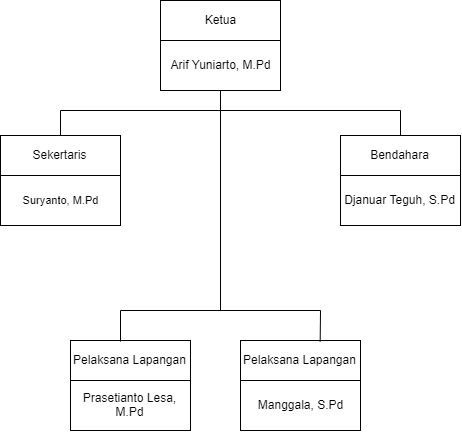 Ketua
Arif Yuniarto, M.Pd
Sekertaris
Suryanto, M.Pd
Bendahara
Djanuar Teguh, S.Pd
Pelaksana Lapangan
Prasetianto Lesa,
M.Pd
Pelaksana Lapangan
Manggala, S.Pd